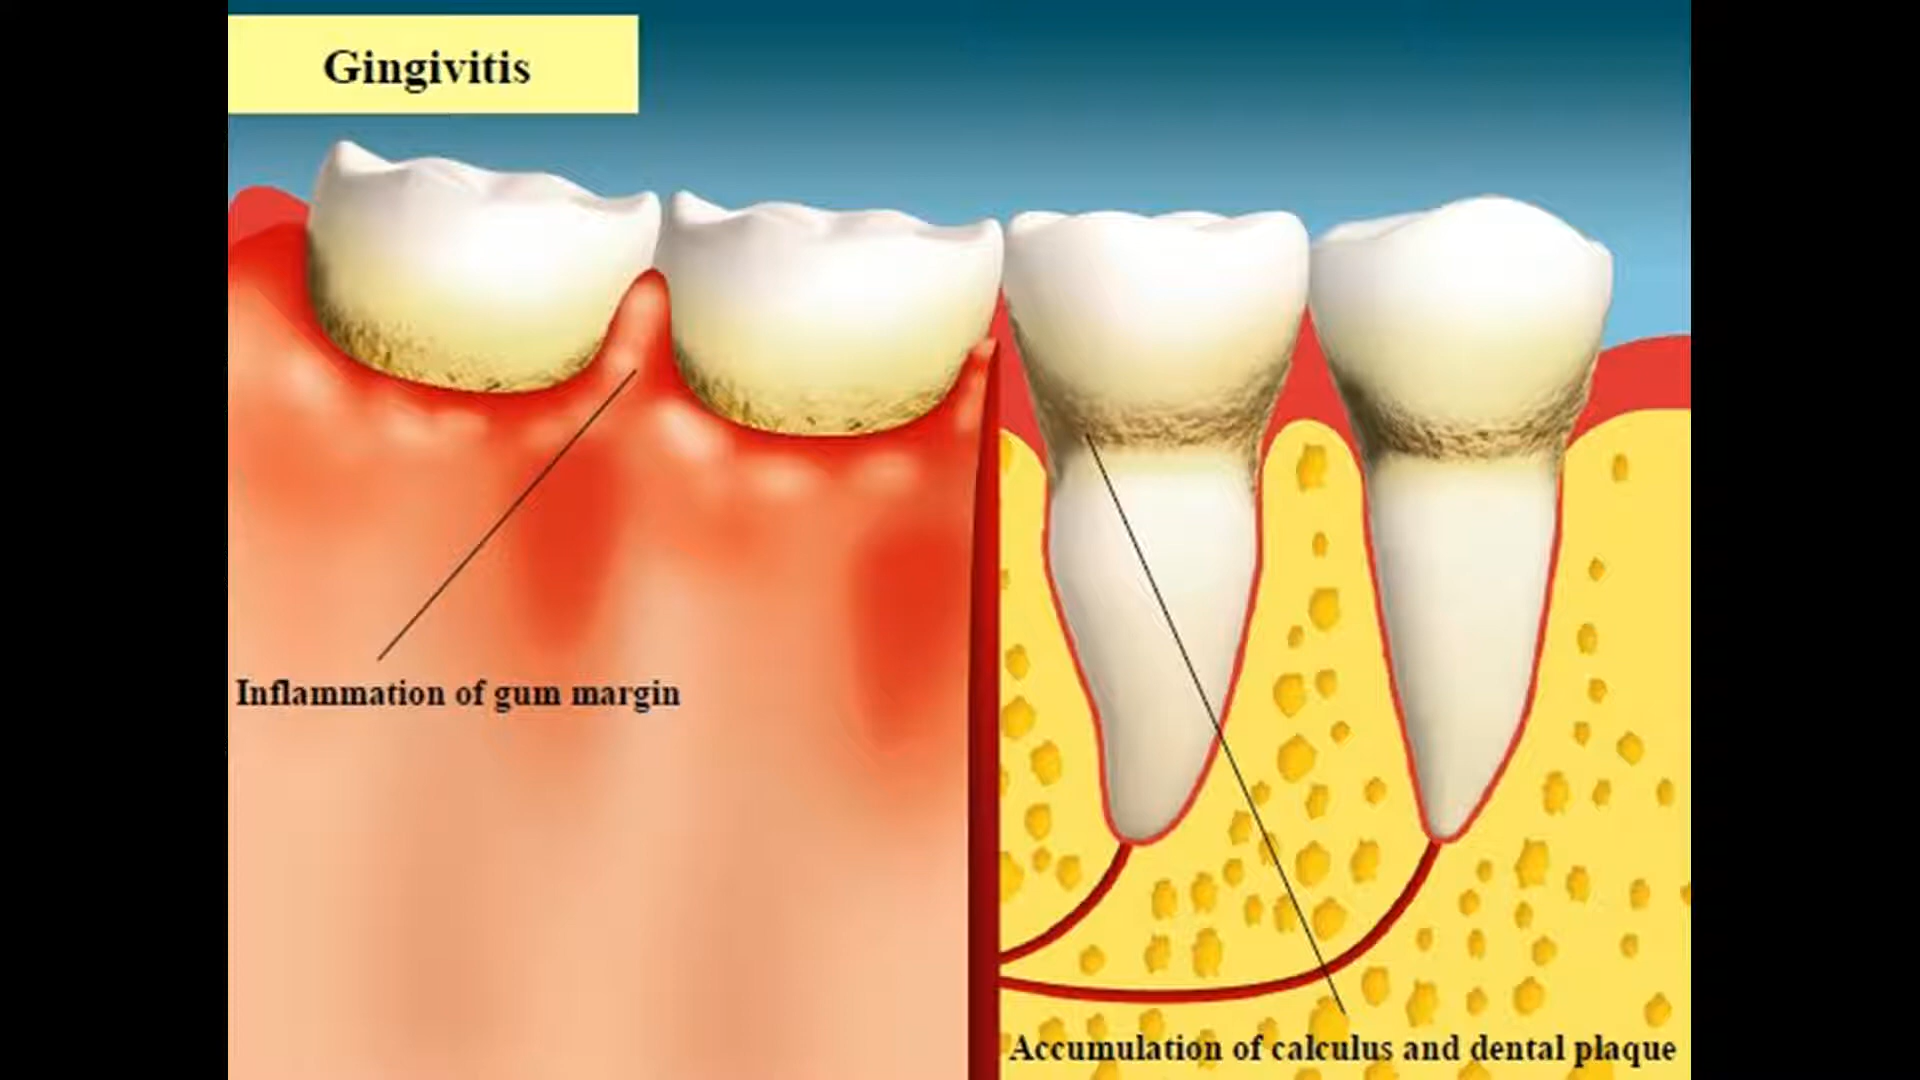 Gingivitis
Inflammation of gum margin
Accumulation of calculus and dental plaque